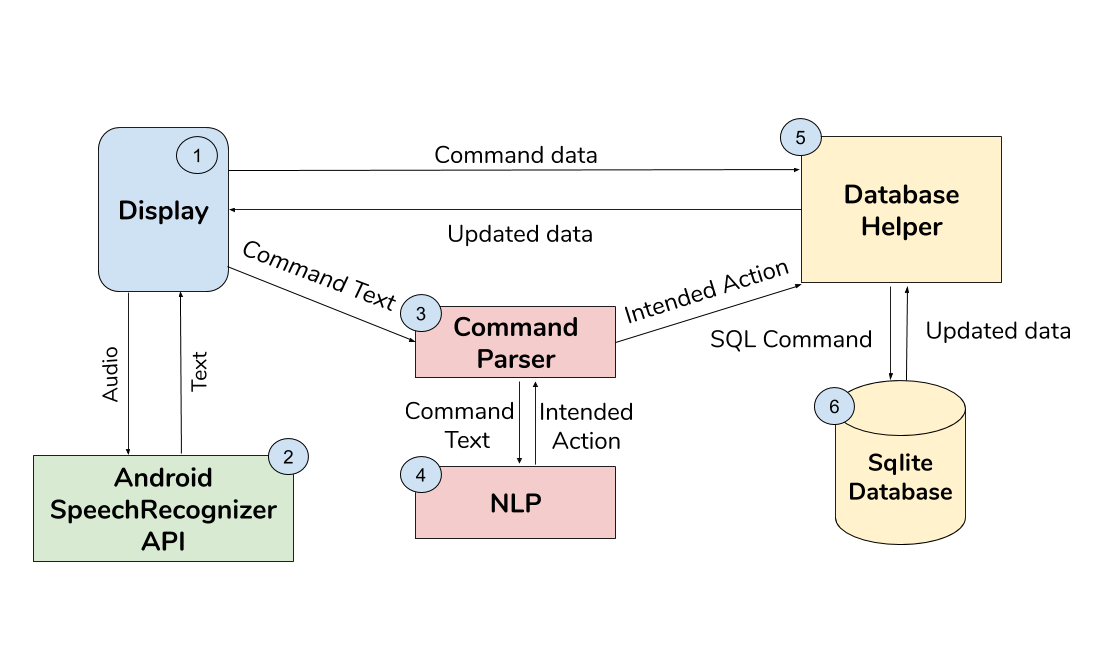 1
Display
Command data
Updated data
5
Database
Helper
Command Text
Intended Action
3
Command
Parser
SQL Command
Updated data
Audio
Text
Command
Text
Intended
Action
6
Sqlite
Database
2
Android
SpeechRecognizer
API
4
NLP